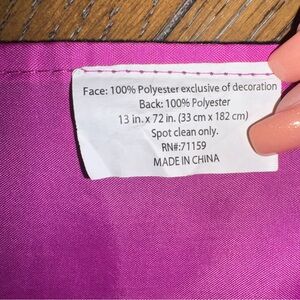 Face: 100% Polyester exclusive of decoration
Back: 100% Polyester
13 in. x 72 in. (33 cm x 182 cm)
Spot clean only.
RN#:71159
MADE IN CHINA